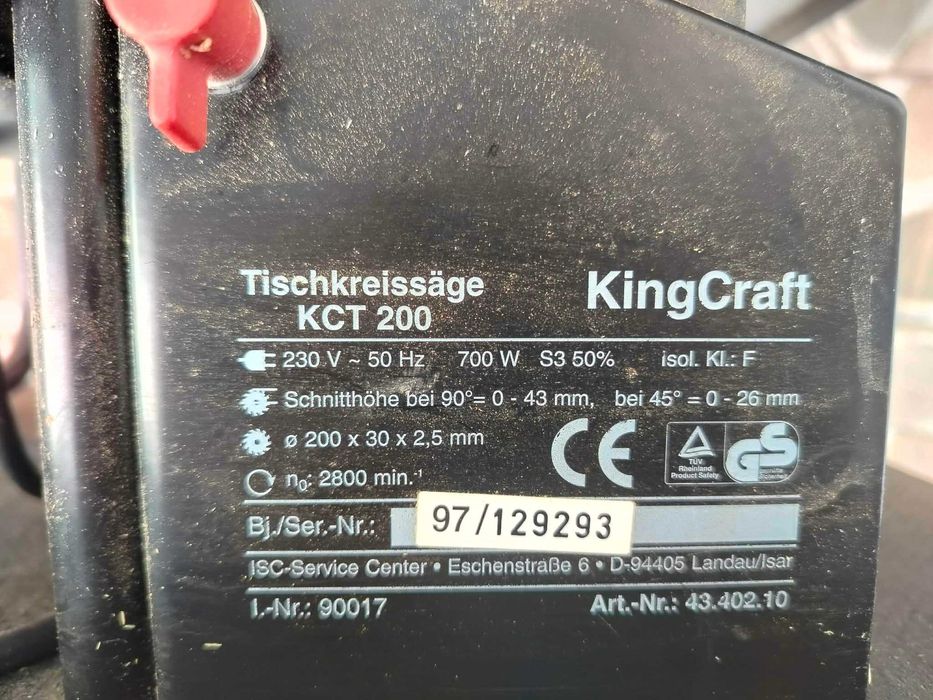 Tischkreissäge
KCT 200
KingCraft
230 V ~ 50 Hz 700 W S3 50% isol. Kl.: F
Schnitthöhe bei 90°= 0 - 43 mm, bei 45° = 0 - 26 mm
ø 200 x 30 x 2,5 mm
n₀: 2800 min.⁻¹
CE
TÜV
Rheinland
Product Safety
GS
geprüfte
Sicherheit
Bj./Ser.-Nr.: 97/129293
ISC-Service Center • Eschenstraße 6 • D-94405 Landau/Isar
I.-Nr.: 90017 Art.-Nr.: 43.402.10